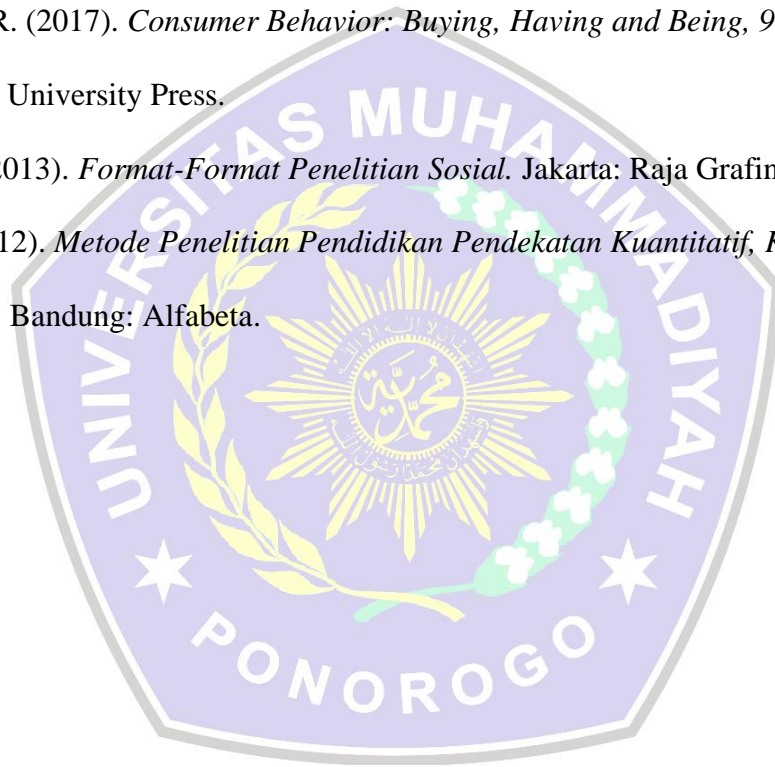 R. (2017). Consumer Behavior: Buying, Having and Being, 9
University Press.
2013). Format-Format Penelitian Sosial. Jakarta: Raja Grafin
12). Metode Penelitian Pendidikan Pendekatan Kuantitatif, K
Bandung: Alfabeta.
UNIVERSITAS MUHAMMADIYAH
PONOROGO
محمدية